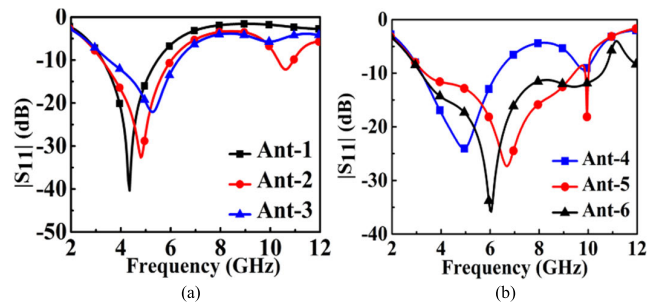 0
-10
-20
-30
-40
-50
|S11| (dB)
Ant-1
Ant-2
Ant-3
2 4 6 8 10 12
Frequency (GHz)
(a)
0
-10
-20
-30
-40
|S11| (dB)
Ant-4
Ant-5
Ant-6
2 4 6 8 10 12
Frequency (GHz)
(b)